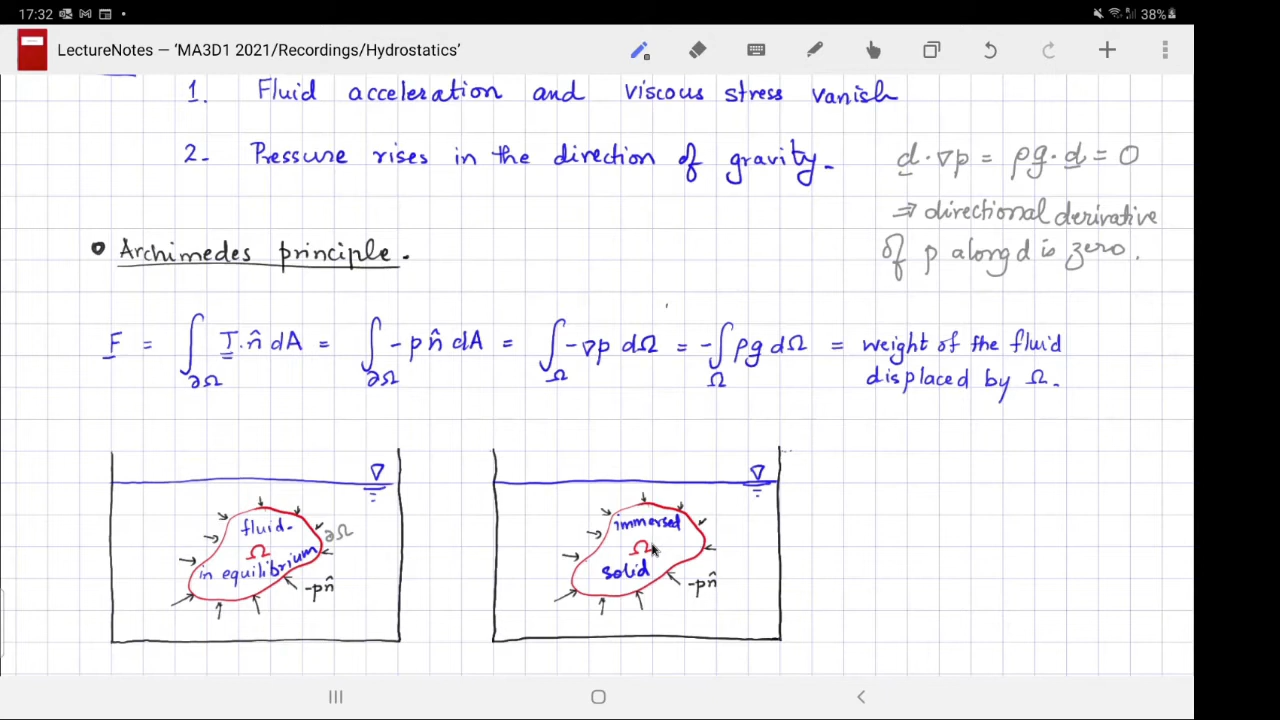 17:32
38%
LectureNotes — ‘MA3D1 2021/Recordings/Hydrostatics’
1. Fluid acceleration and viscous stress vanish
2- Pressure rises in the direction of gravity.
d·∇p = ρg·d = 0
⇒ directional derivative
of p along d is zero.
• Archimedes principle.
F = ∫∂Ω T·n̂ dA = ∫∂Ω -pn̂ dA = ∫Ω -∇p dΩ = -∫Ω ρg dΩ = weight of the fluid
displaced by Ω.
fluid-
Ω
in equilibrium
∂Ω
-pn̂
immersed
Ω
solid
-pn̂